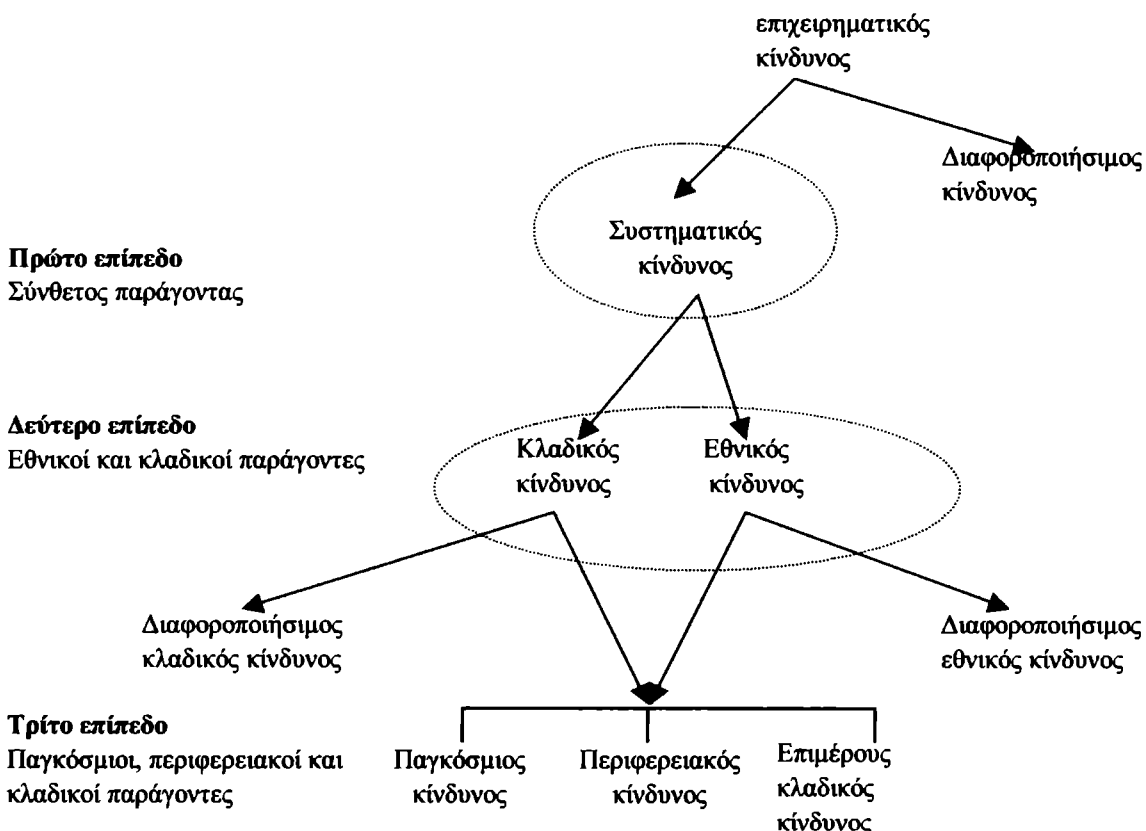 επιχειρηματικός
κίνδυνος
Διαφοροποιήσιμος
κίνδυνος
Συστηματικός
κίνδυνος
Πρώτο επίπεδο
Σύνθετος παράγοντας
Δεύτερο επίπεδο
Εθνικοί και κλαδικοί παράγοντες
Κλαδικός
κίνδυνος
Εθνικός
κίνδυνος
Διαφοροποιήσιμος
κλαδικός κίνδυνος
Διαφοροποιήσιμος
εθνικός κίνδυνος
Τρίτο επίπεδο
Παγκόσμιοι, περιφερειακοί και
κλαδικοί παράγοντες
Παγκόσμιος
κίνδυνος
Περιφερειακός
κίνδυνος
Επιμέρους
κλαδικός
κίνδυνος